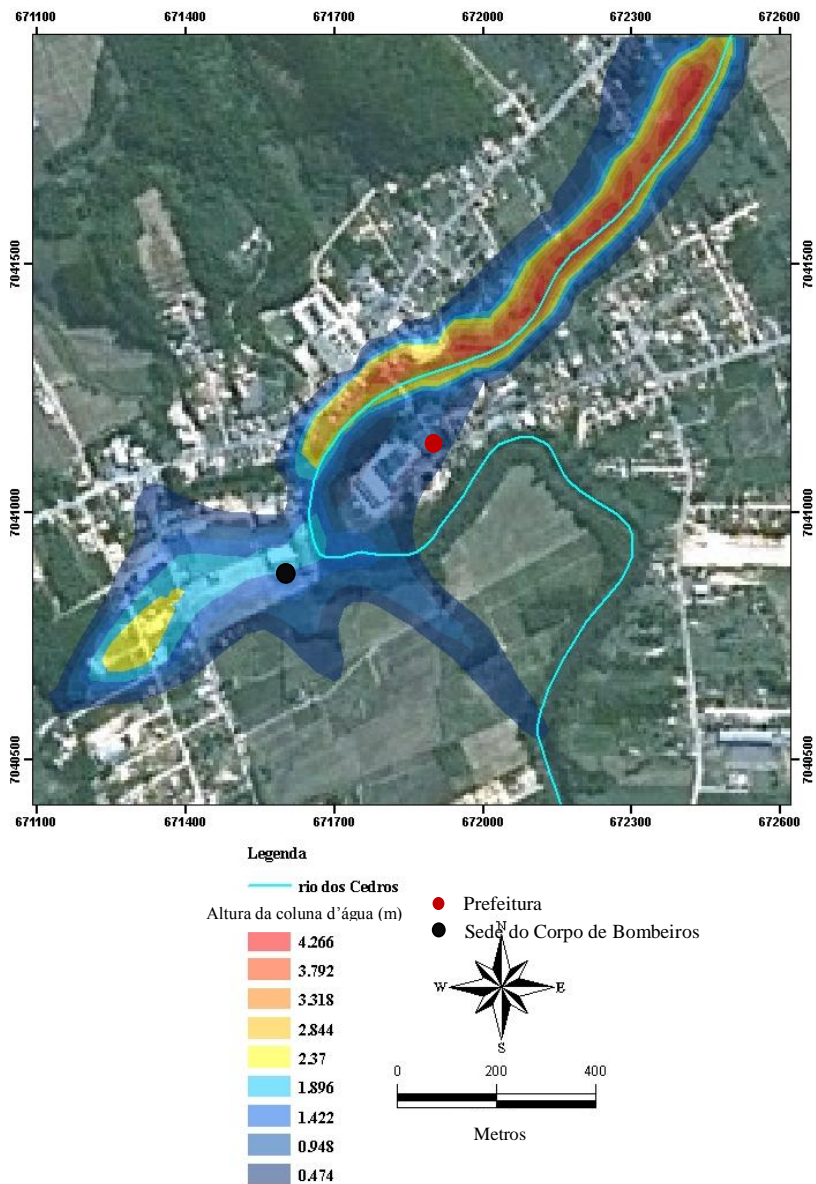 671100 671400 671700 672000 672300 672600
7041500 7041500
7041000 7041000
7040500 7040500
671100 671400 671700 672000 672300 672600
Legenda
rio dos Cedros
Altura da coluna d'água (m)
4.266
3.792
3.318
2.844
2.37
1.896
1.422
0.948
0.474
Prefeitura
Sede do Corpo de Bombeiros
N
W E
S
0 200 400
Metros